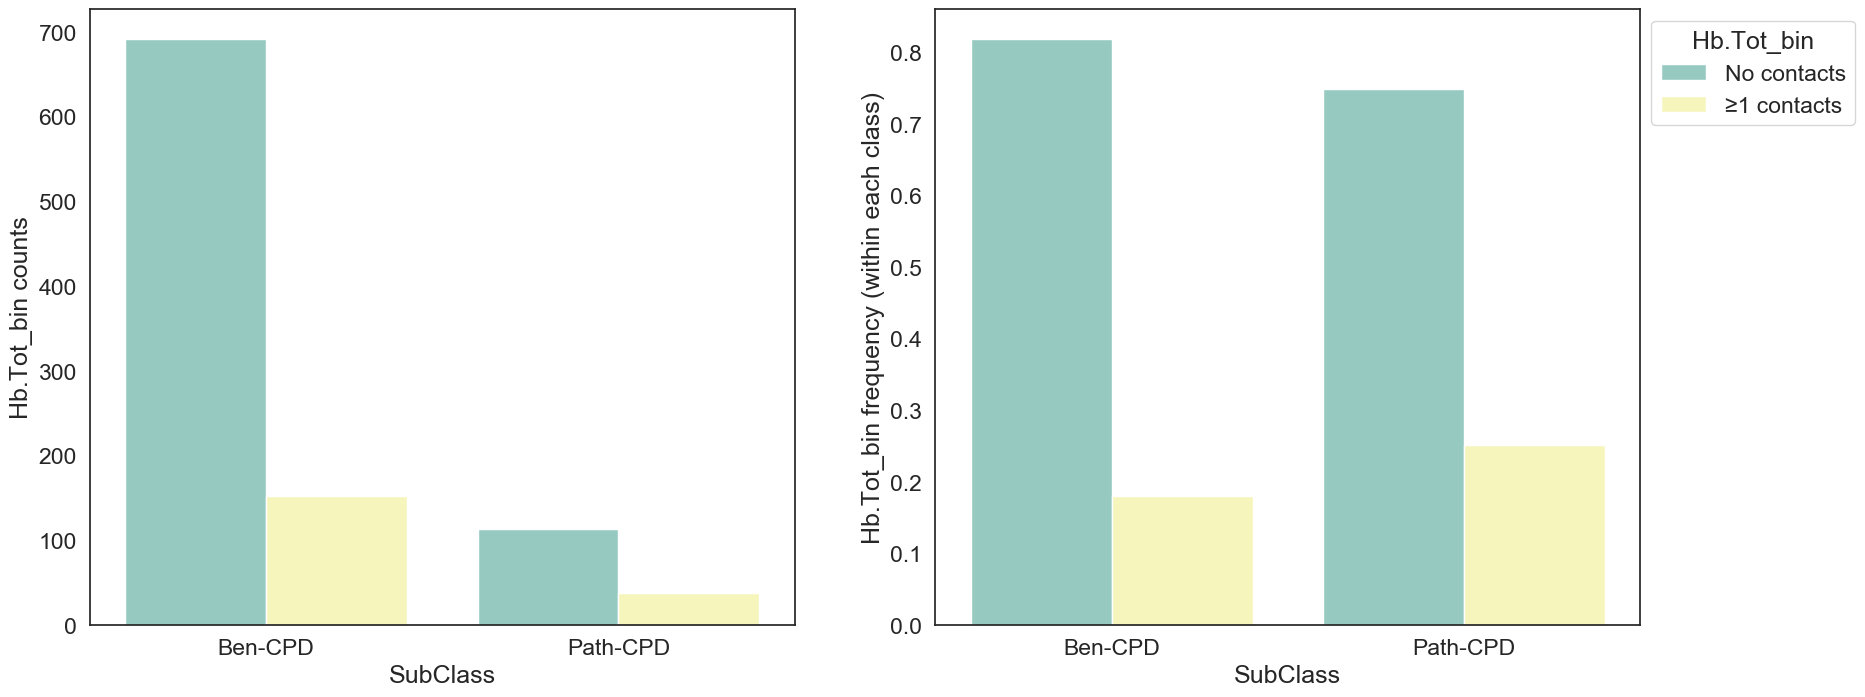 Hb.Tot_bin counts
700
600
500
400
300
200
100
0
Ben-CPD
Path-CPD
SubClass
Hb.Tot_bin frequency (within each class)
0.8
0.7
0.6
0.5
0.4
0.3
0.2
0.1
0.0
Ben-CPD
Path-CPD
SubClass
Hb.Tot_bin
No contacts
≥1 contacts